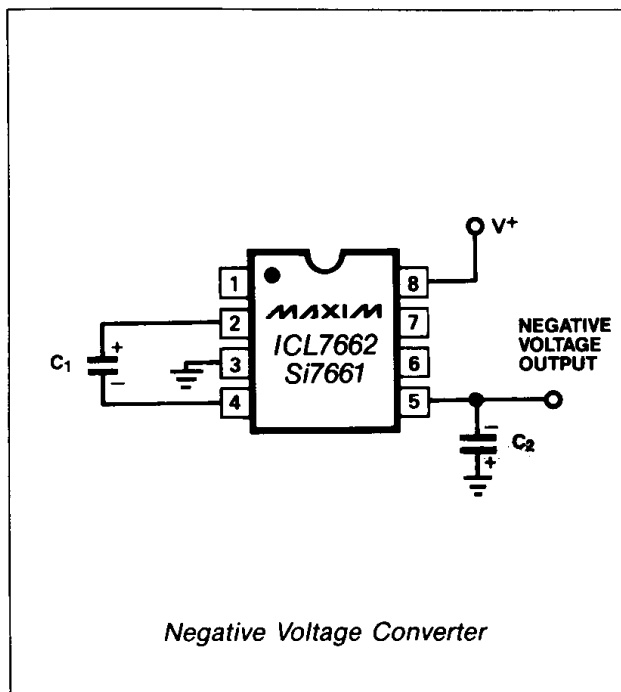 V+
1
8
MAXIM
2
7
NEGATIVE
VOLTAGE
OUTPUT
+
C1
−
ICL7662
3
6
Si7661
4
5
−
C2
+
Negative Voltage Converter